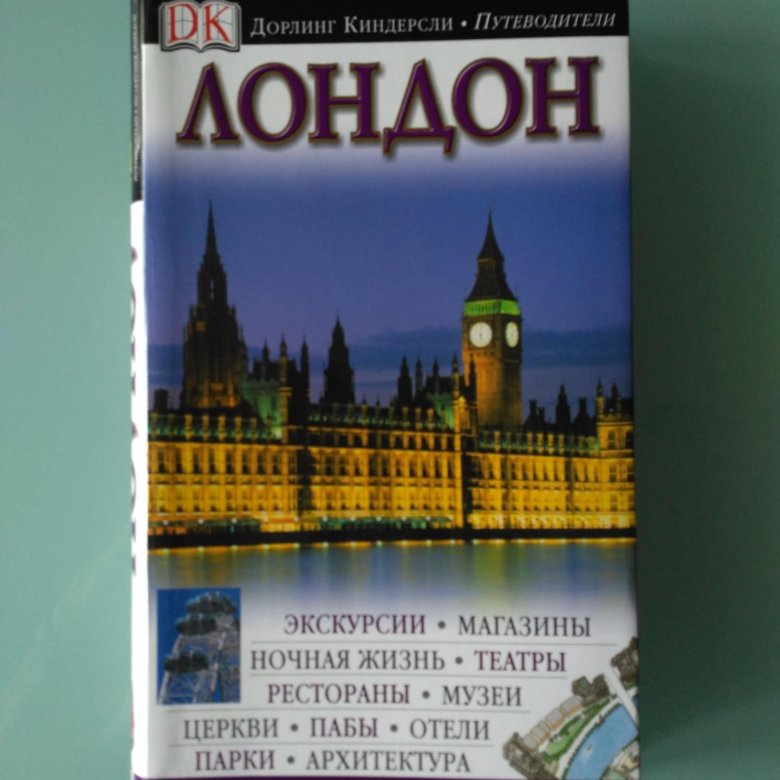 DK Дорлинг Киндерсли • Путеводители
ЛОНДОН
ЭКСКУРСИИ • МАГАЗИНЫ
НОЧНАЯ ЖИЗНЬ • ТЕАТРЫ
РЕСТОРАНЫ • МУЗЕИ
ЦЕРКВИ • ПАБЫ • ОТЕЛИ
ПАРКИ • АРХИТЕКТУРА